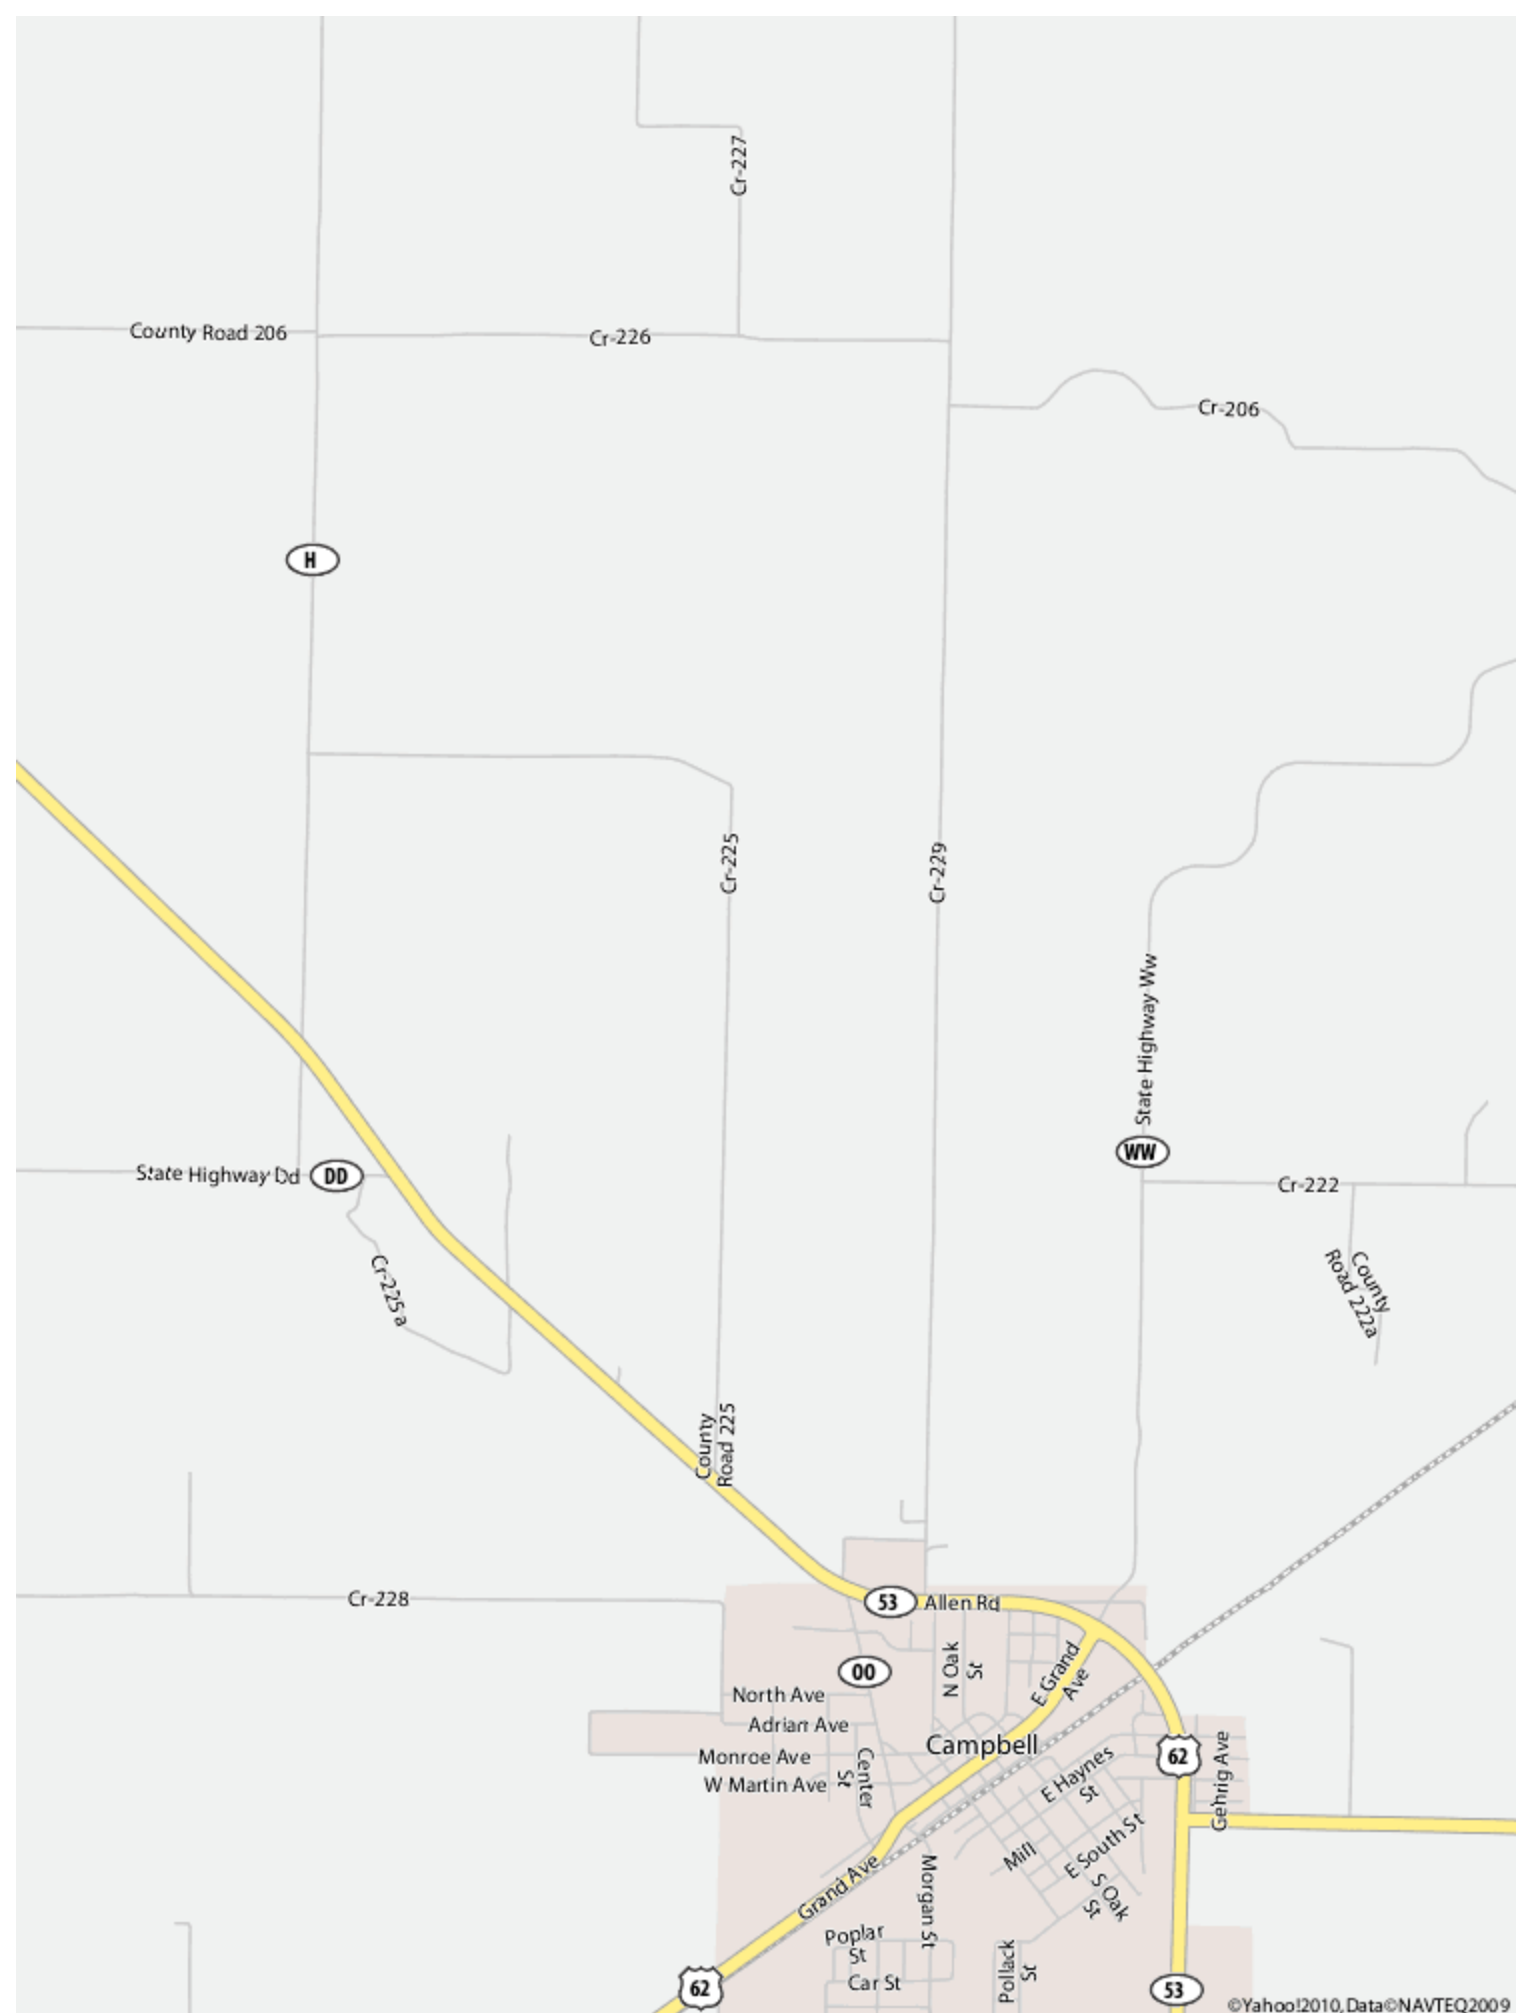 Cr-227
County Road 206
Cr-226
Cr-206
H
Cr-225
Cr-229
State Highway Ww
WW
State Highway Dd
DD
Cr-222
Cr-225 a
County
Road 222a
County
Road 225
Cr-228
53
Allen Rd
OO
N Oak
St
E Grand
Ave
North Ave
Adrian Ave
Campbell
Monroe Ave
Center
St
W Martin Ave
E Haynes
St
62
Gehrig Ave
Mill
E South St
S Oak
St
Grand Ave
Morgan St
Poplar
St
Car St
Pollack
St
62
53
©Yahoo!2010,Data©NAVTEQ2009